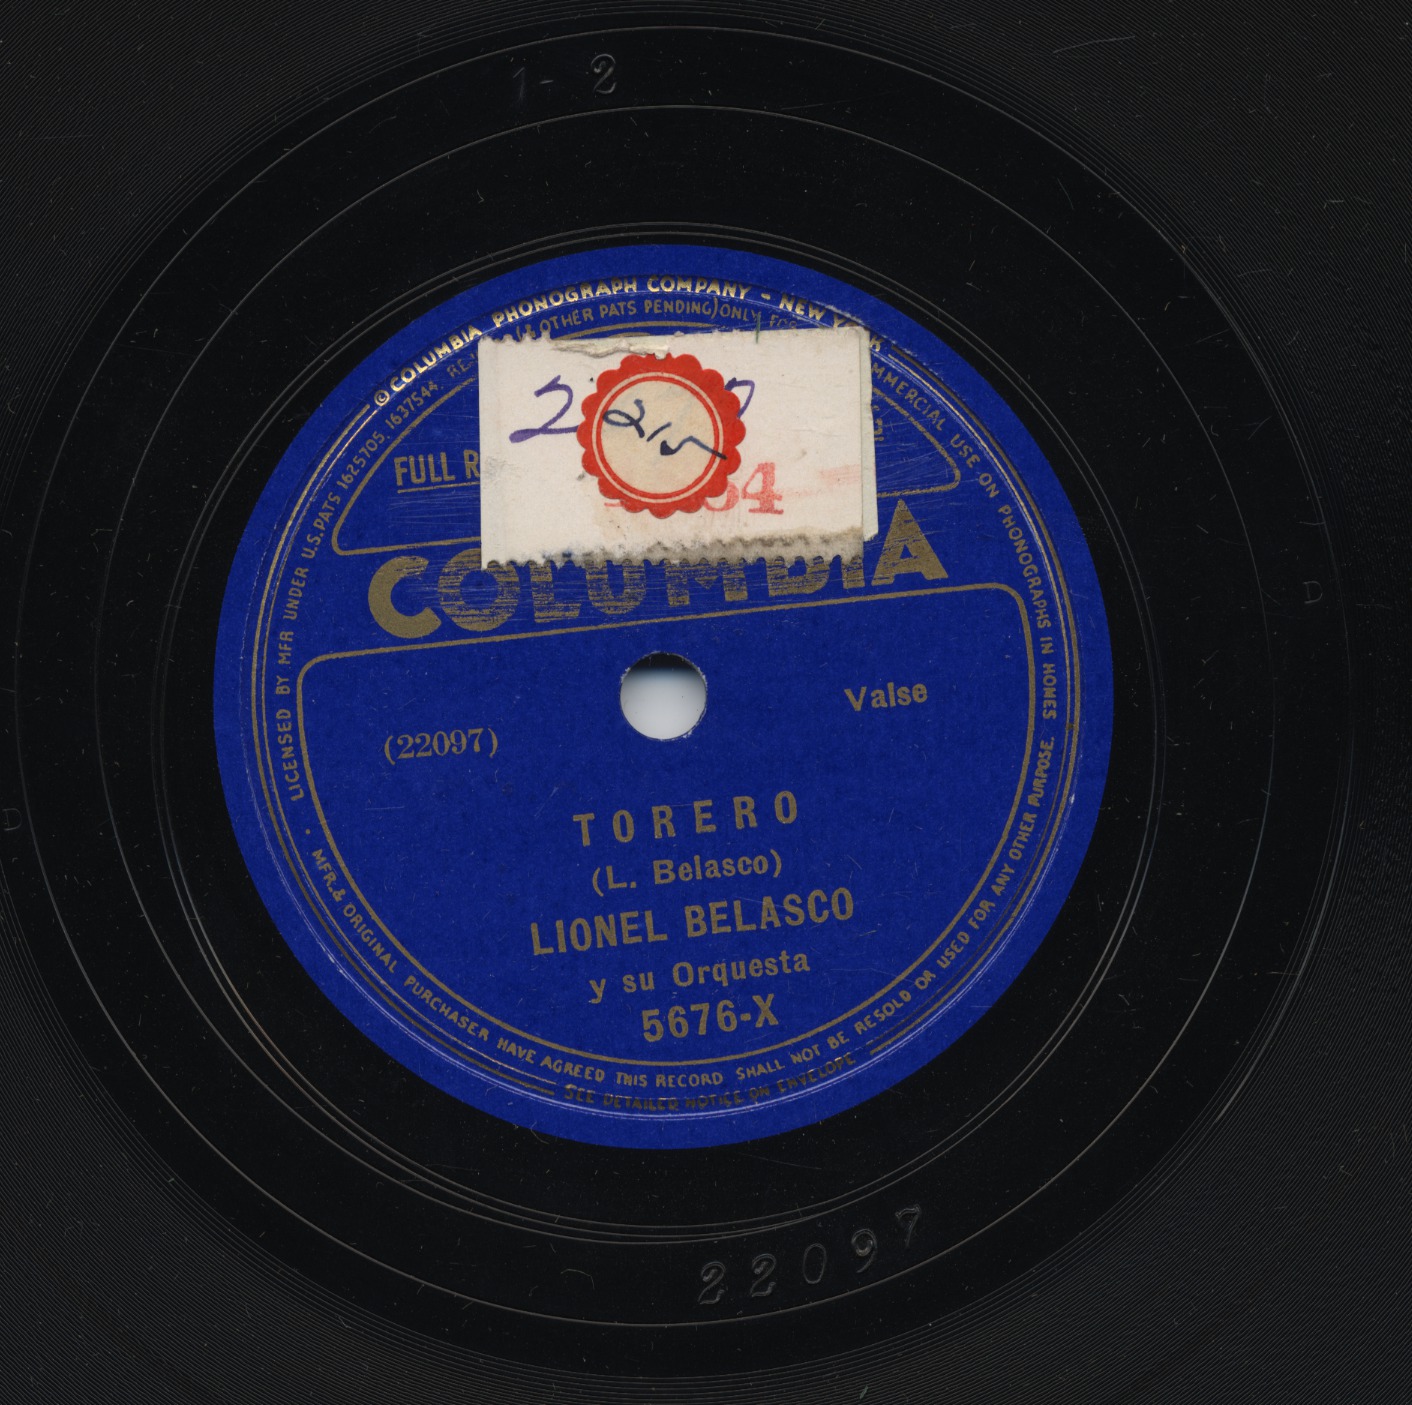 1-2
© COLUMBIA PHONOGRAPH COMPANY - NEW YORK
(& OTHER PATS PENDING) ONLY FOR
COMMERCIAL USE ON PHONOGRAPHS IN HOMES
LICENSED BY MFR UNDER U.S. PATS 1625705, 1637544
215
FULL
COLUMBIA
Valse
(22097)
TORERO
(L. Belasco)
LIONEL BELASCO
y su Orquesta
5676-X
MFR. & ORIGINAL PURCHASER HAVE AGREED THIS RECORD SHALL NOT BE RESOLD OR USED FOR ANY OTHER PURPOSE.
SEE DETAILED NOTICE ON ENVELOPE
D
D
22097